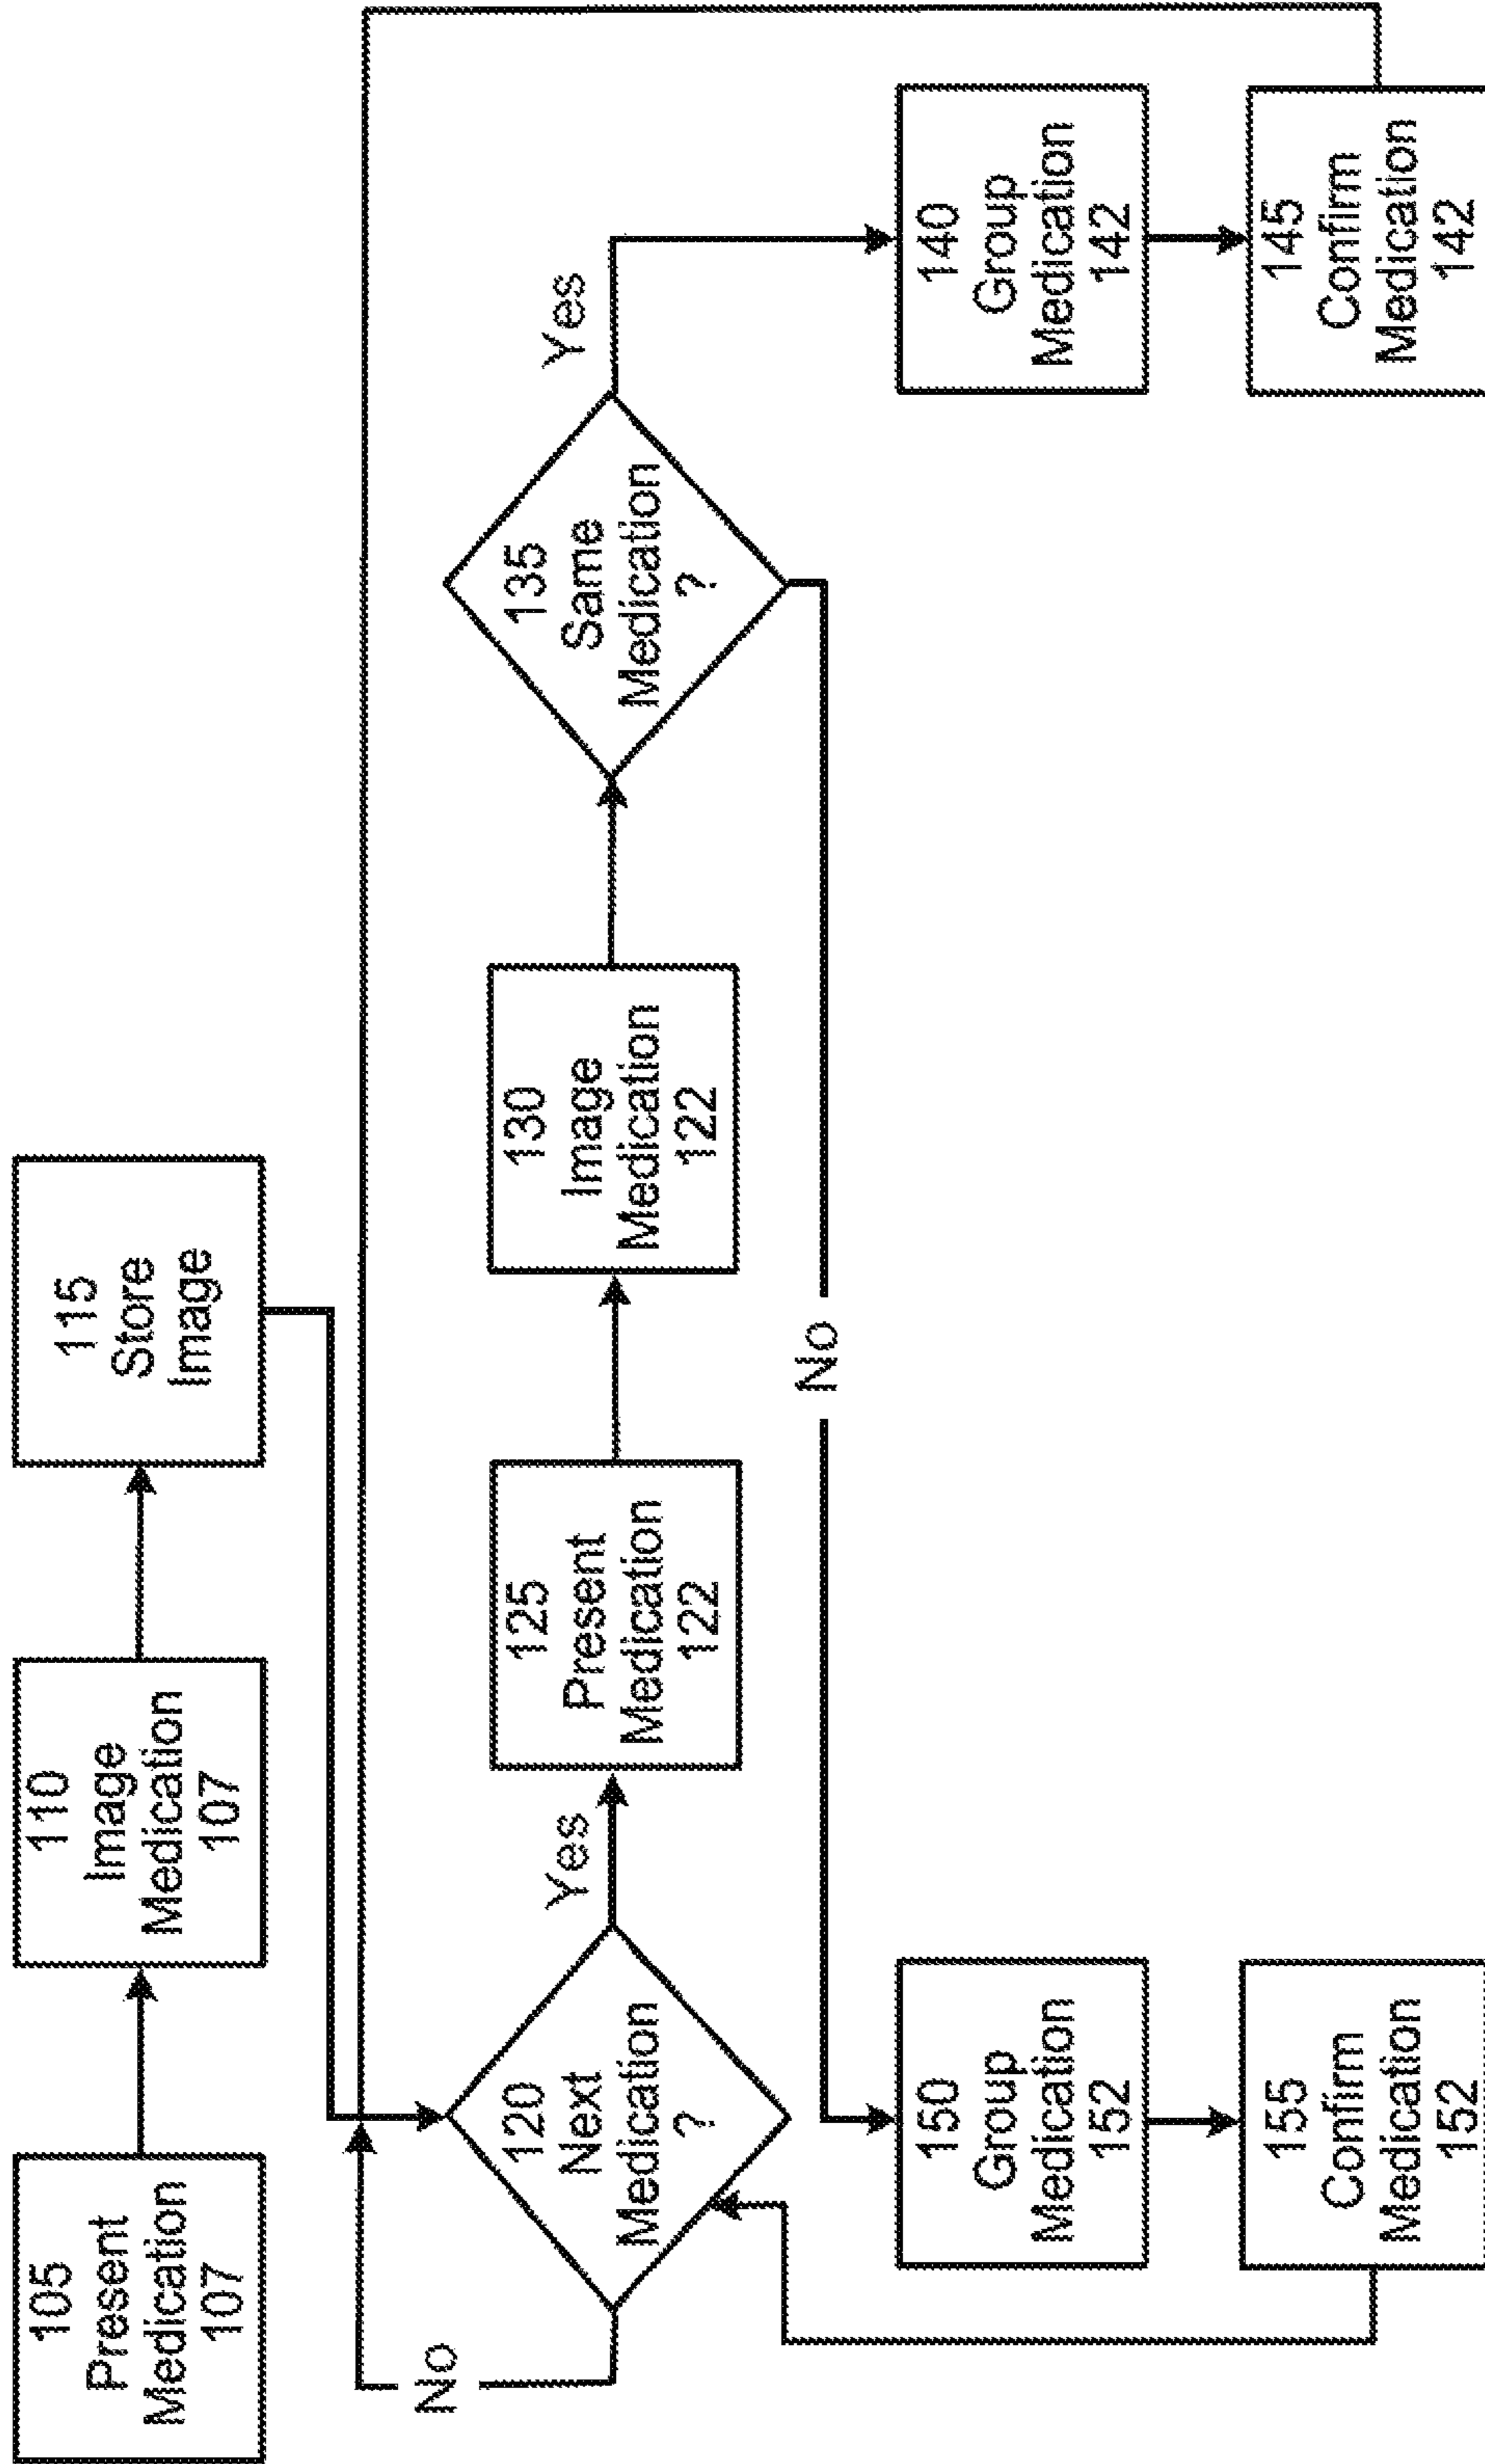 105
Present
Medication
107
110
Image
Medication
107
115
Store
Image
120
Next
Medication
?
No
Yes
125
Present
Medication
122
130
Image
Medication
122
135
Same
Medication
?
Yes
No
140
Group
Medication
142
145
Confirm
Medication
142
150
Group
Medication
152
155
Confirm
Medication
152